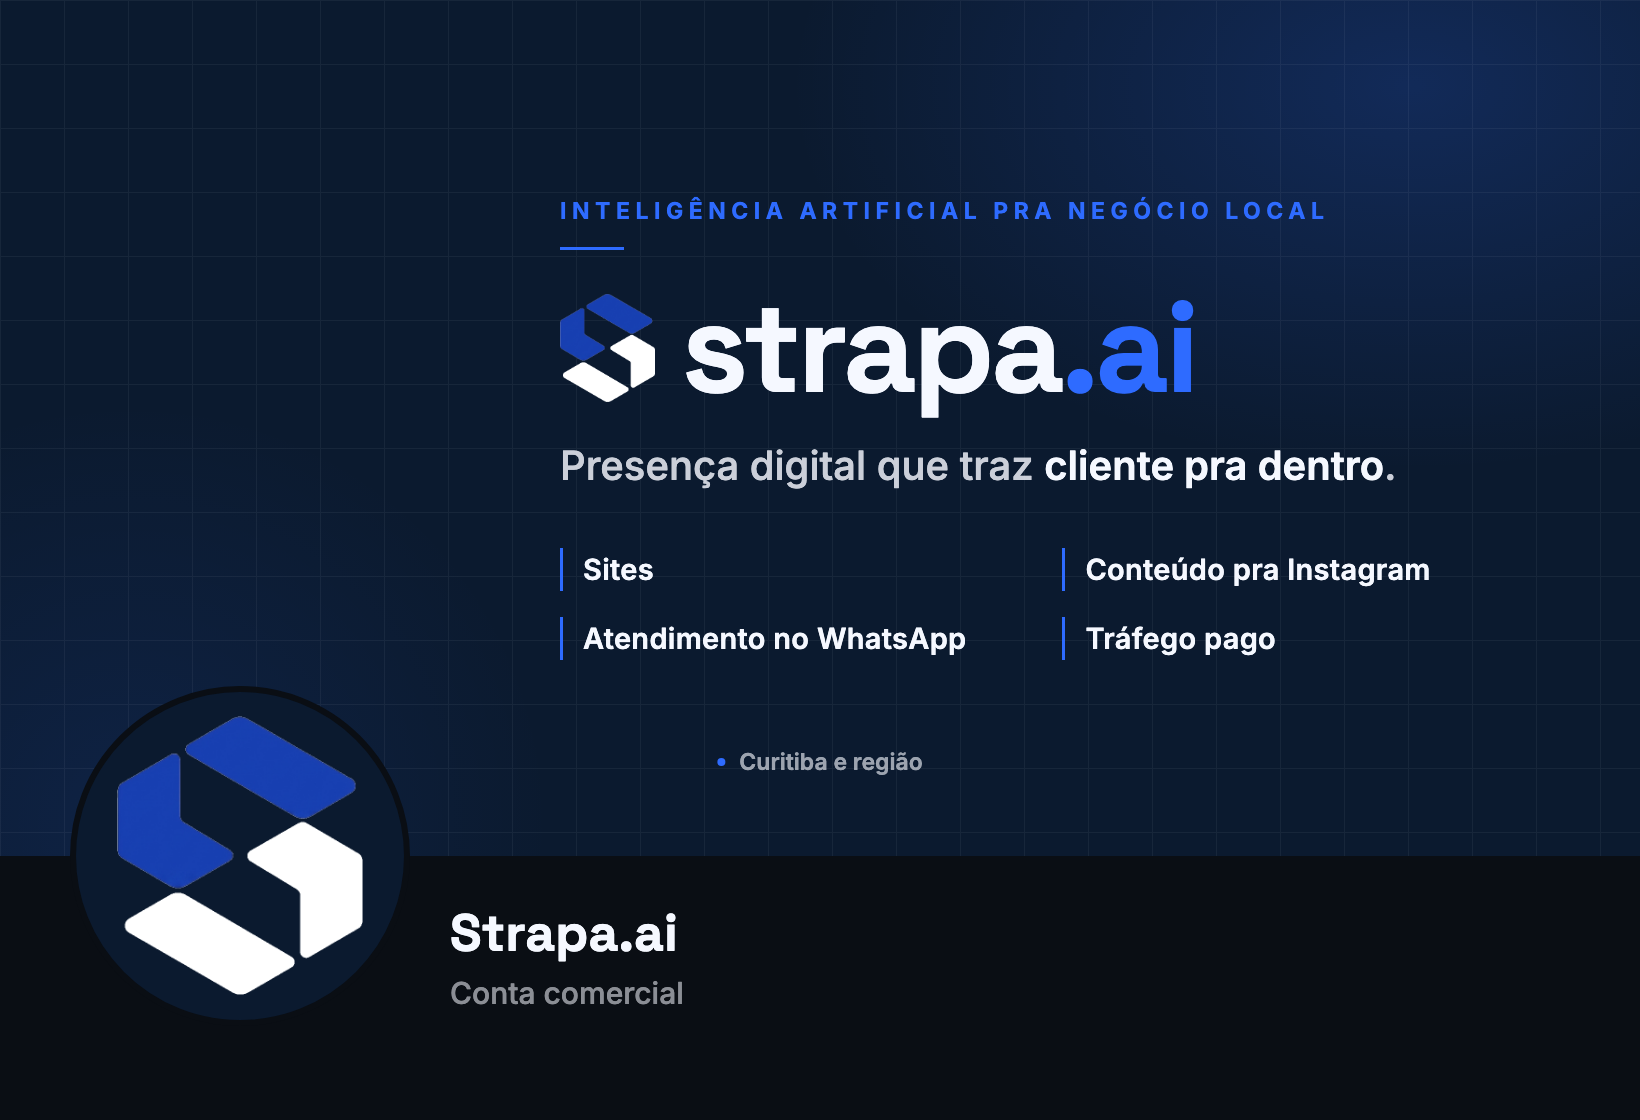 INTELIGÊNCIA ARTIFICIAL PRA NEGÓCIO LOCAL
strapa.ai
Presença digital que traz cliente pra dentro.
Sites
Conteúdo pra Instagram
Atendimento no WhatsApp
Tráfego pago
Curitiba e região
Strapa.ai
Conta comercial